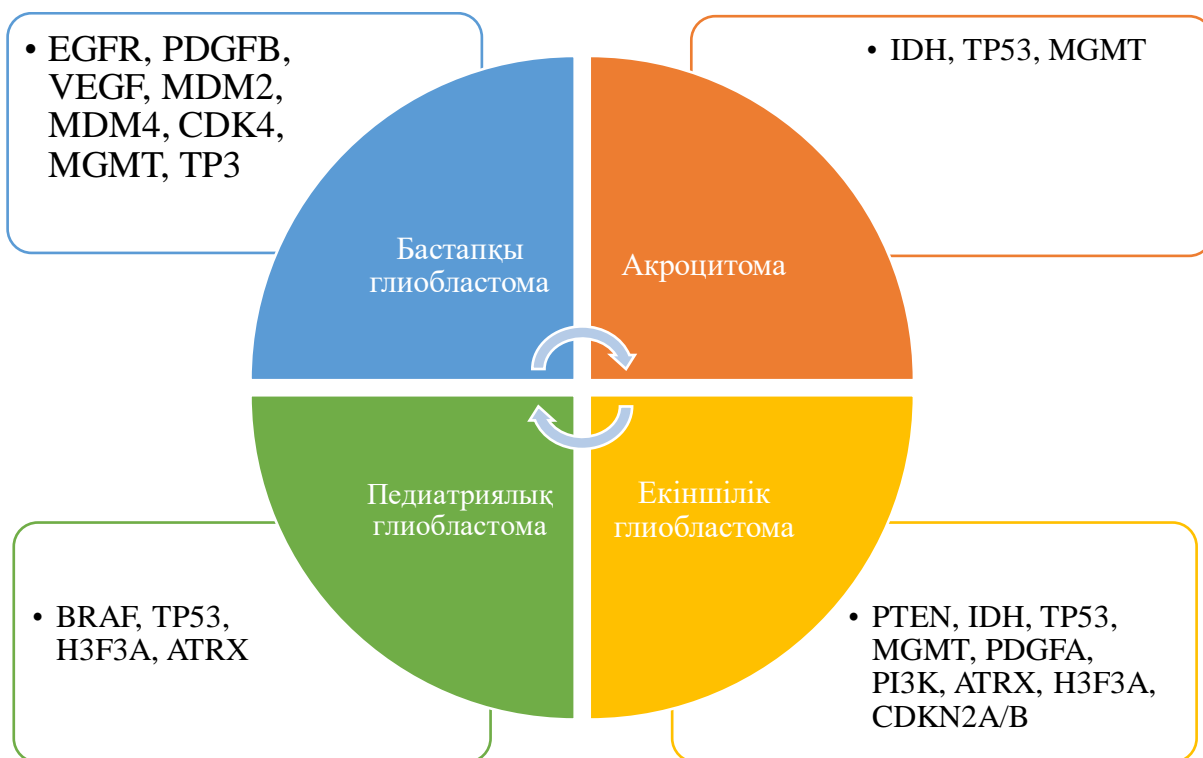 • EGFR, PDGFB,
VEGF, MDM2,
MDM4, CDK4,
MGMT, TP3
• IDH, TP53, MGMT
Бастапқы
глиобластома
Акроцитома
Педиатриялық
глиобластома
Екіншілік
глиобластома
• BRAF, TP53,
H3F3A, ATRX
• PTEN, IDH, TP53,
MGMT, PDGFA,
PI3K, ATRX, H3F3A,
CDKN2A/B